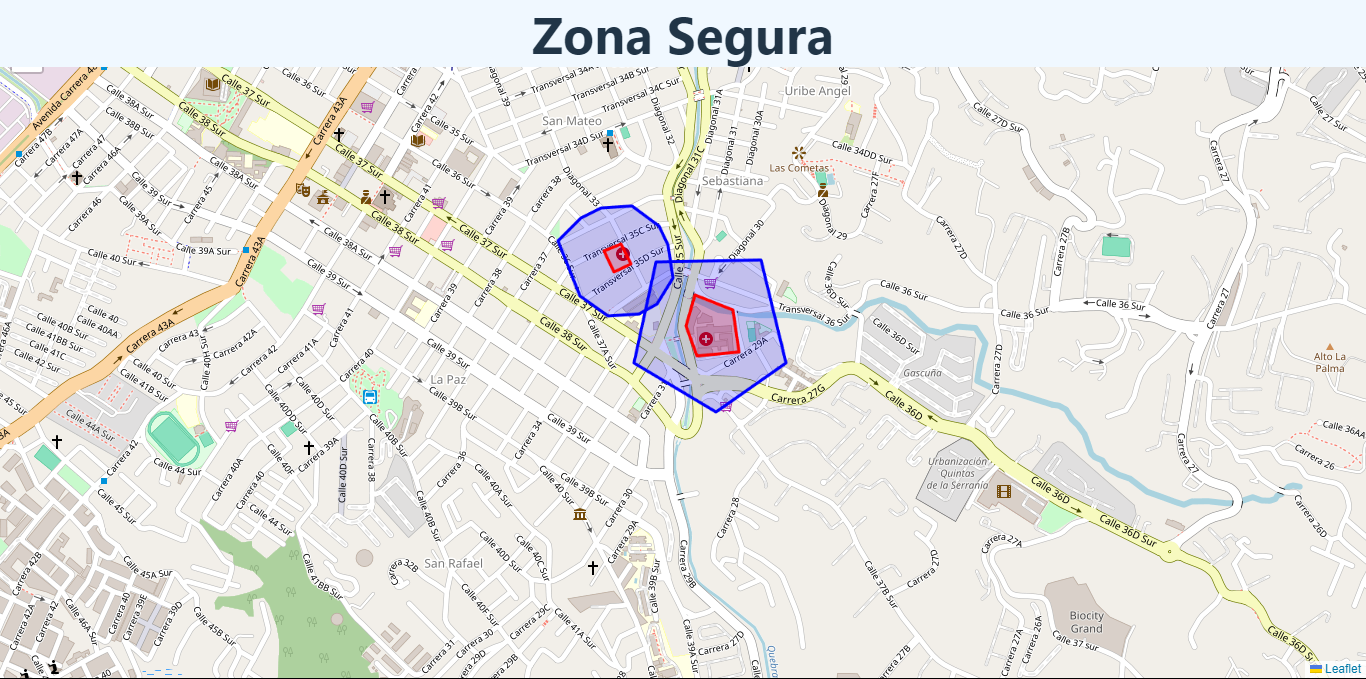 Zona Segura
Avenida Carrera 4
Calle 37 Sur
Calle 36 Sur
Carrera 43A
Carrera 42
Diagonal 39
Transversal 34A
Transversal 34B Sur
Transversal 34C Sur
Diagonal 31A
Uribe Angel
Calle 27D Sur
Carrera 27
Calle 27 Sur
Calle 38A Sur
Calle 38B Sur
Calle 38 Sur
Calle 35 Sur
San Mateo
Diagonal 32
Diagonal 31
Diagonal 30A
Carrera 47B
Carrera 47A
Carrera 47
Carrera 46A
Calle 38A Sur
Calle 37 Sur
Calle 36 Sur
Transversal 34D Sur
Diagonal 31C
Calle 34DD Sur
Las Cometas
Sebastiana
Calle 39 Sur
Carrera 45
Carrera 46
Calle 39A Sur
Carrera 41
Carrera 39
Carrera 38
Diagonal 33
Carrera 27F
Diagonal 29
Diagonal 30
Carrera 27D
Carrera 27B
Calle 39A Sur
Calle 40 Sur
Carrera 43A
Calle 38A Sur
Calle 38 Sur
Calle 37 Sur
Carrera 37
Transversal 35C Su
Transversal 35D Sur
Calle 36D Sur
Calle 36 Sur
Calle 36 Sur
Calle 36 Sur
Transversal 36 Sur
Carrera 27
Carrera 46A
Calle 40
Calle 40AA
Calle 40B Sur
Calle 41B Sur
Calle 41C
Calle 42 Sur
Carrera 43A
Carrera 43
Carrera 42A
Carrera 42
Carrera 41A
Carrera 41
Carrera 40
Carrera 39
Carrera 38
Calle 39 Sur
Calle 38 Sur
Calle 37A Sur
Carrera 29A
Carrera 27G
Gascuña
Carrera 27D
Alto La
Palma
Calle 40 Sur
Calle 41B Sur
Calle 44A Sur
La Paz
Calle 39B Sur
Calle 39 Sur
Calle 36D
Calle 36AA
Calle 26
Carrera 42
Calle 44 Sur
Carrera 40A
Carrera 40
Calle 40F
Calle 40DD Sur
Calle 40D Sur
Carrera 39A
Calle 40D Sur
Carrera 38
Calle 40B Sur
Carrera 36
Carrera 34
Urbanización
Quintas
de la Serranía
Carrera 27
Calle 45 Sur
Calle 44 Sur
Calle 40B Sur
Calle 40A Sur
Calle 40 Sur
Calle 39B Sur
Carrera 30
Carrera 29A
Carrera 28
Calle 36D
Calle 36D Sur
Carrera 26D
Carrera 27A
Carrera 42B
Calle 45A Sur
Calle 41BB Sur
Carrera 32B
San Rafael
Calle 40D Sur
Calle 40C Sur
Calle 39B Sur
Carrera 29B
Calle 37B Sur
Carrera 27D
Biocity
Grand
Carrera 42A
Carrera 42
Carrera 40
Carrera 39E
Carrera 39D
Calle 46A Sur
Calle 45B Sur
Calle 41BB Sur
Calle 40F Sur
Carrera 31
Carrera 30
Carrera 29D
Carrera 29C
Carrera 29B
Calle 41A Sur
Calle 39A Sur
Carrera 27D
Carrera 27B
Carrera 27A
Carrera 26A
Calle 37 Sur
Calle 36D S
Leaflet